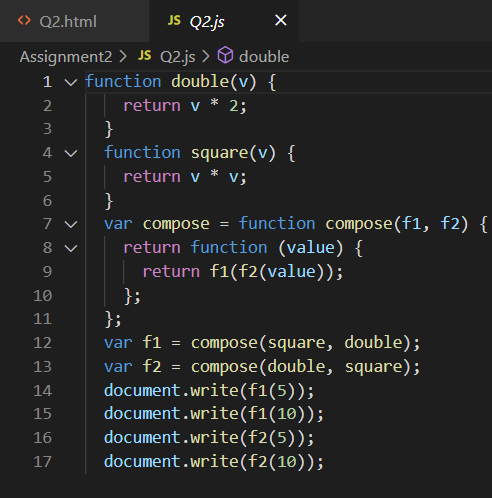 <> Q2.html JS Q2.js ×
Assignment2 > JS Q2.js > double
1 function double(v) {
2 return v * 2;
3 }
4 function square(v) {
5 return v * v;
6 }
7 var compose = function compose(f1, f2) {
8 return function (value) {
9 return f1(f2(value));
10 };
11 };
12 var f1 = compose(square, double);
13 var f2 = compose(double, square);
14 document.write(f1(5));
15 document.write(f1(10));
16 document.write(f2(5));
17 document.write(f2(10));